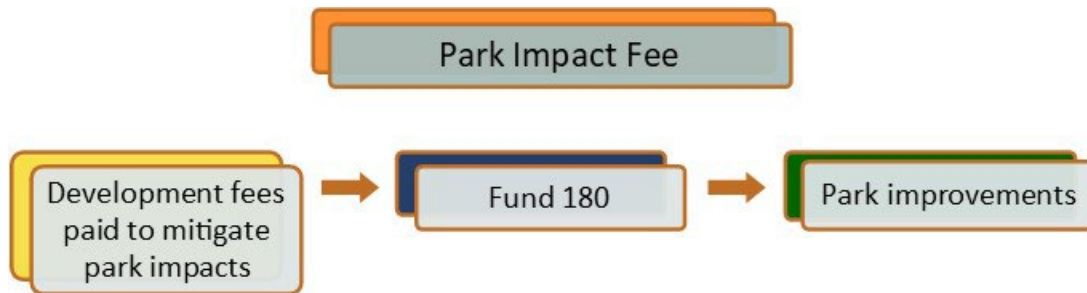 Park Impact Fee
Development fees
paid to mitigate
park impacts
Fund 180
Park improvements